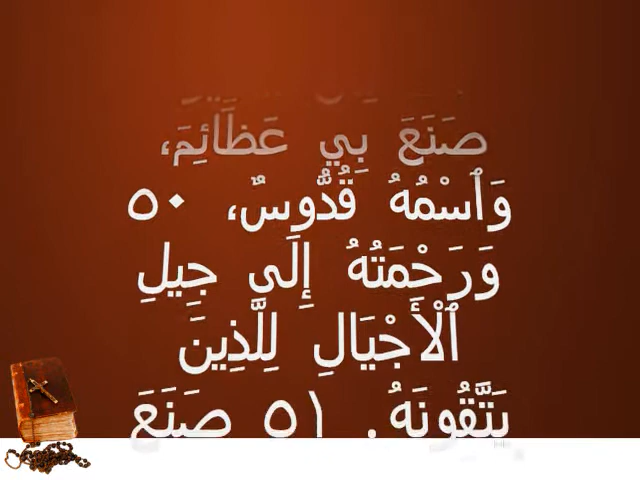 صَنَعَ بِي عَظَائِمَ،
وَٱسْمُهُ قُدُّوسٌ، ٥٠
وَرَحْمَتُهُ إِلَى جِيلِ
ٱلْأَجْيَالِ لِلَّذِينَ
يَتَّقُونَهُ. ٥١ صَنَعَ